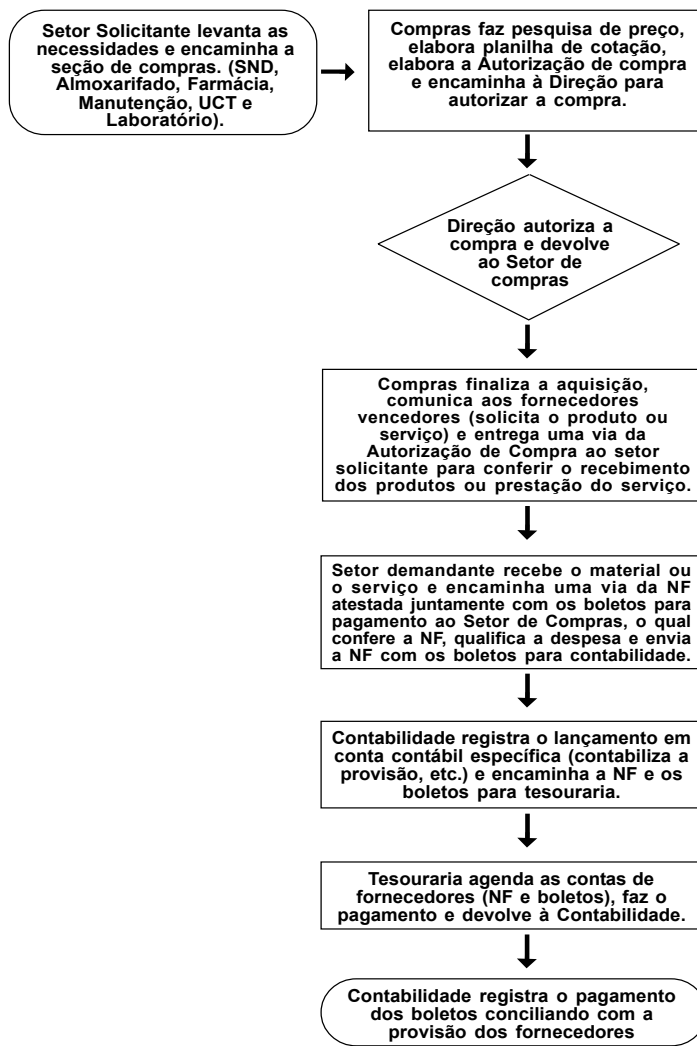 Setor Solicitante levanta as
necessidades e encaminha a
seção de compras. (SND,
Almoxarifado, Farmácia,
Manutenção, UCT e
Laboratório).
Compras faz pesquisa de preço,
elabora planilha de cotação,
elabora a Autorização de compra
e encaminha à Direção para
autorizar a compra.
Direção autoriza a
compra e devolve
ao Setor de
compras
Compras finaliza a aquisição,
comunica aos fornecedores
vencedores (solicita o produto ou
serviço) e entrega uma via da
Autorização de Compra ao setor
solicitante para conferir o recebimento
dos produtos ou prestação do serviço.
Setor demandante recebe o material ou
o serviço e encaminha uma via da NF
atestada juntamente com os boletos para
pagamento ao Setor de Compras, o qual
confere a NF, qualifica a despesa e envia
a NF com os boletos para contabilidade.
Contabilidade registra o lançamento em
conta contábil específica (contabiliza a
provisão, etc.) e encaminha a NF e os
boletos para tesouraria.
Tesouraria agenda as contas de
fornecedores (NF e boletos), faz o
pagamento e devolve à Contabilidade.
Contabilidade registra o pagamento
dos boletos conciliando com a
provisão dos fornecedores